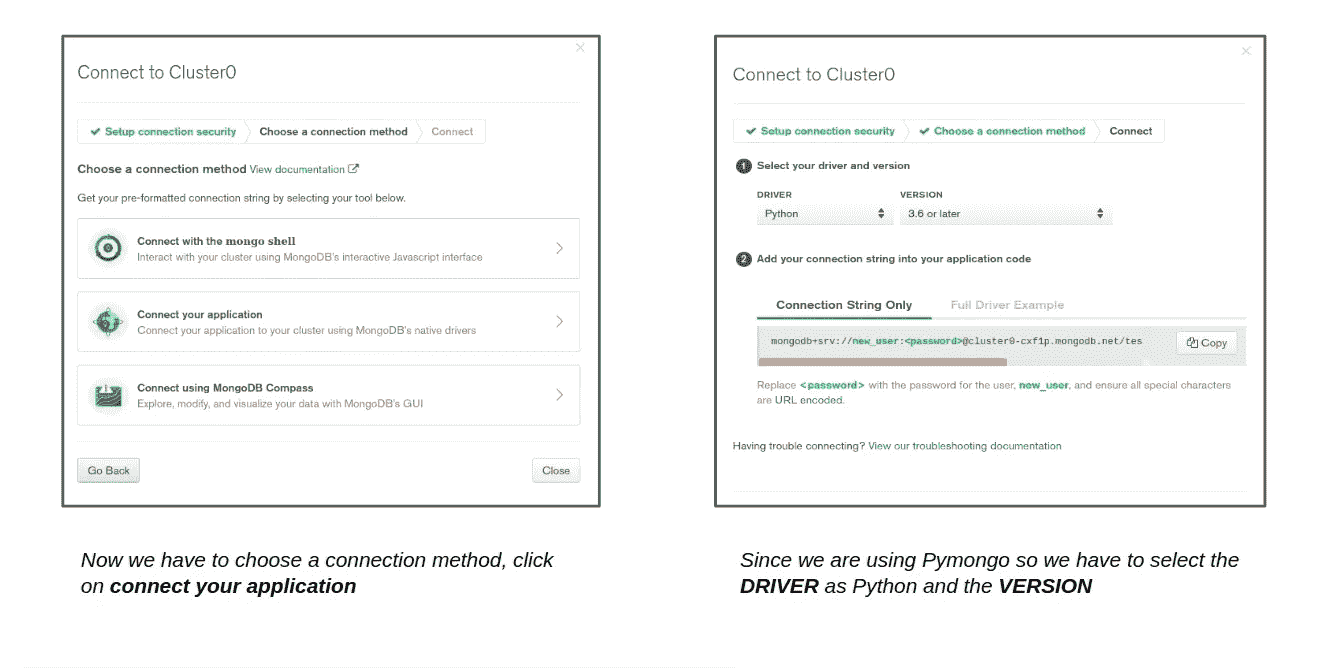 Connect to Cluster0
Setup connection security
Choose a connection method
Connect
Choose a connection method View documentation
Get your pre-formatted connection string by selecting your tool below.
Connect with the mongo shell
Interact with your cluster using MongoDB's interactive Javascript interface
Connect your application
Connect your application to your cluster using MongoDB's native drivers
Connect using MongoDB Compass
Explore, modify, and visualize your data with MongoDB's GUI
Go Back
Close
Now we have to choose a connection method, click
on connect your application
Connect to Cluster0
Setup connection security
Choose a connection method
Connect
1 Select your driver and version
DRIVER
VERSION
Python
3.6 or later
2 Add your connection string into your application code
Connection String Only
Full Driver Example
mongodb+srv://new_user:<password>@cluster0-cxf1p.mongodb.net/tes
Copy
Replace <password> with the password for the user, new_user, and ensure all special characters
are URL encoded.
Having trouble connecting? View our troubleshooting documentation
Since we are using Pymongo so we have to select the
DRIVER as Python and the VERSION